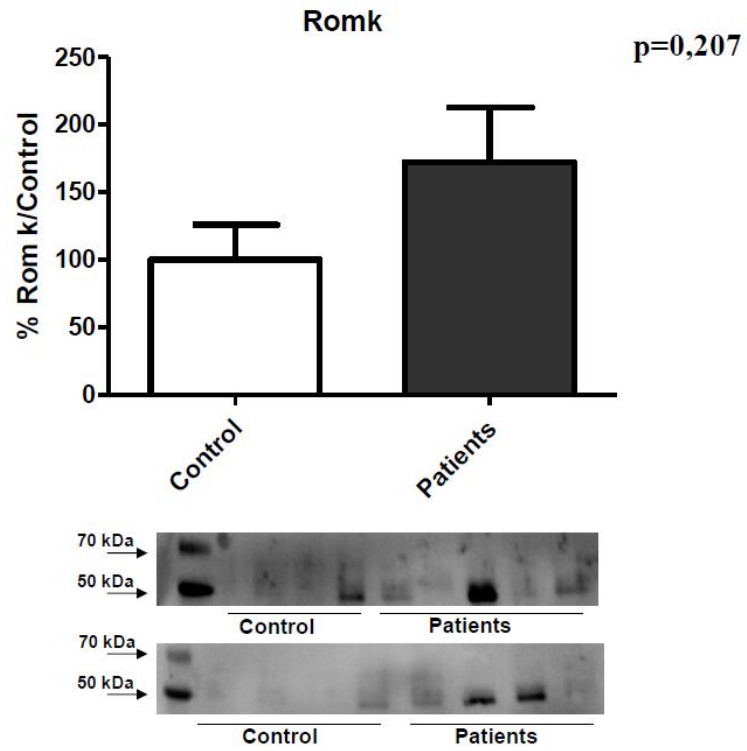 Romk
p=0,207
250
200
150
100
50
0
% Rom k/Control
Control
Patients
70 kDa
50 kDa
Control Patients
70 kDa
50 kDa
Control Patients